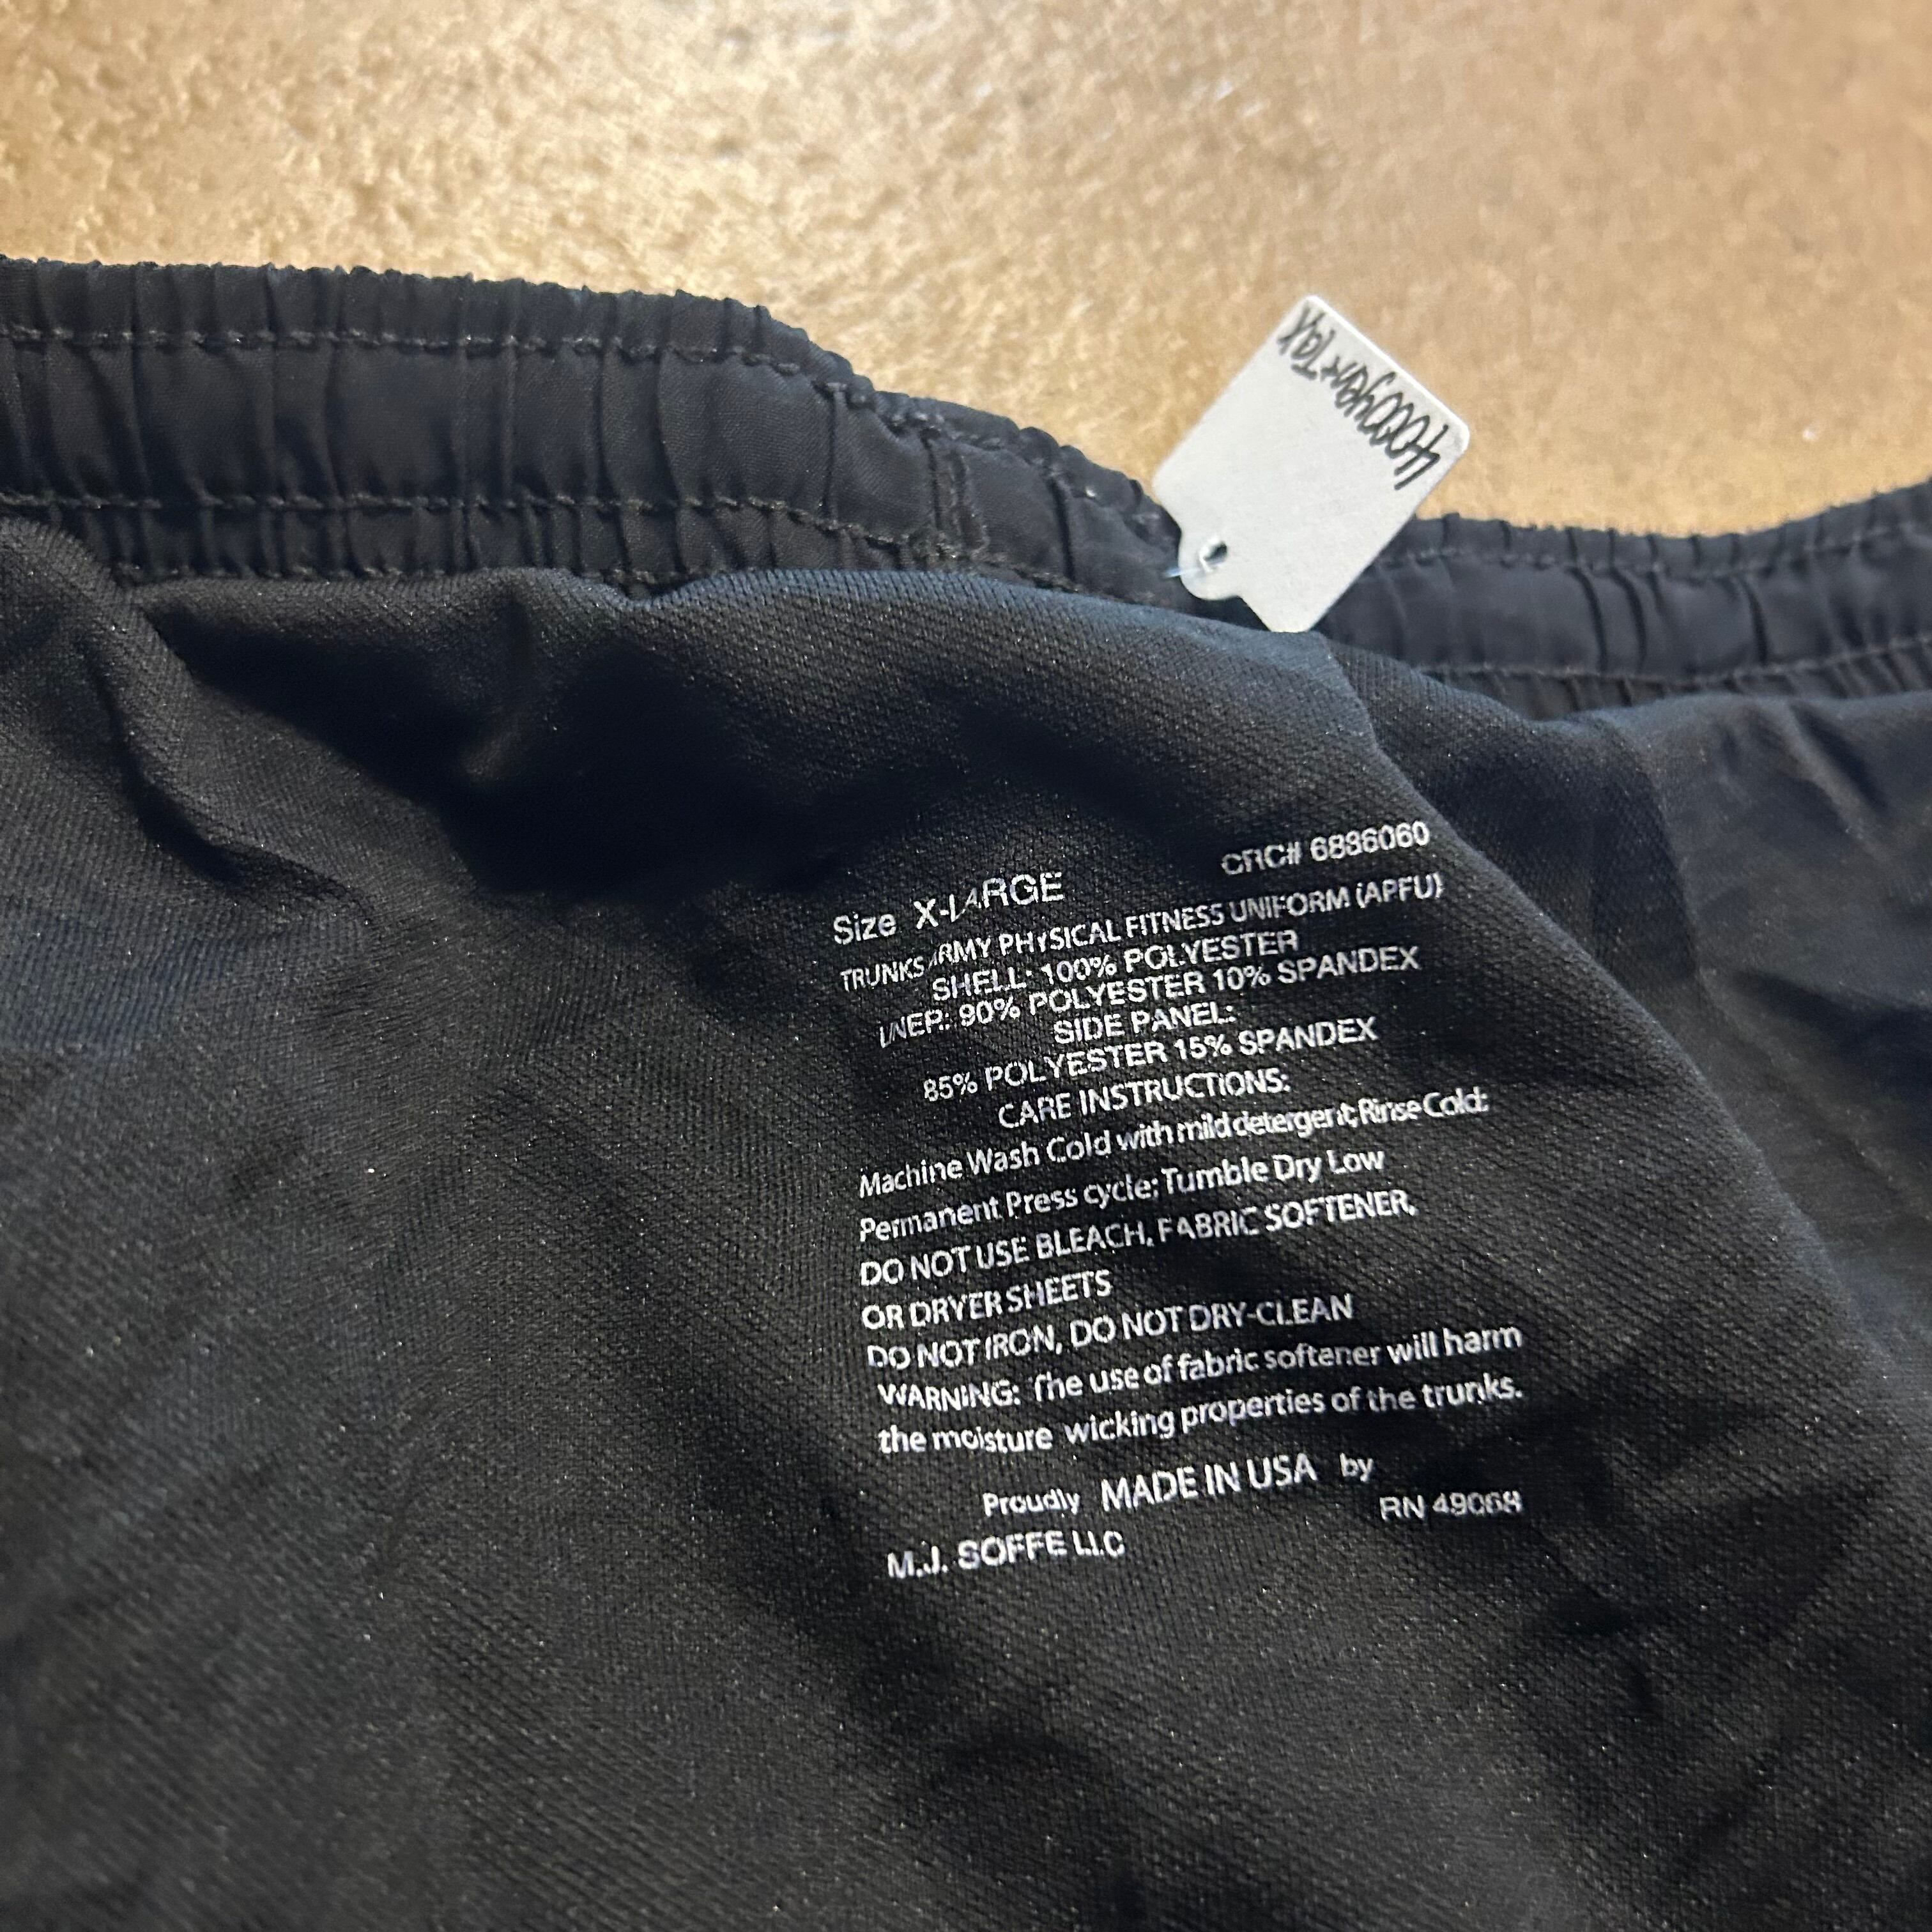 4000yen+Tax
CRC# 6836060
Size X-LARGE
TRUNKS ARMY PHYSICAL FITNESS UNIFORM (APFU)
SHELL: 100% POLYESTER
LINER: 90% POLYESTER 10% SPANDEX
SIDE PANEL:
85% POLYESTER 15% SPANDEX
CARE INSTRUCTIONS:
Machine Wash Cold with mild detergent; Rinse Cold;
Permanent Press cycle; Tumble Dry Low
DO NOT USE BLEACH, FABRIC SOFTENER,
OR DRYER SHEETS
DO NOT IRON, DO NOT DRY-CLEAN
WARNING: The use of fabric softener will harm
the moisture wicking properties of the trunks.
Proudly MADE IN USA by
RN 49068
M.J. SOFFE LLC